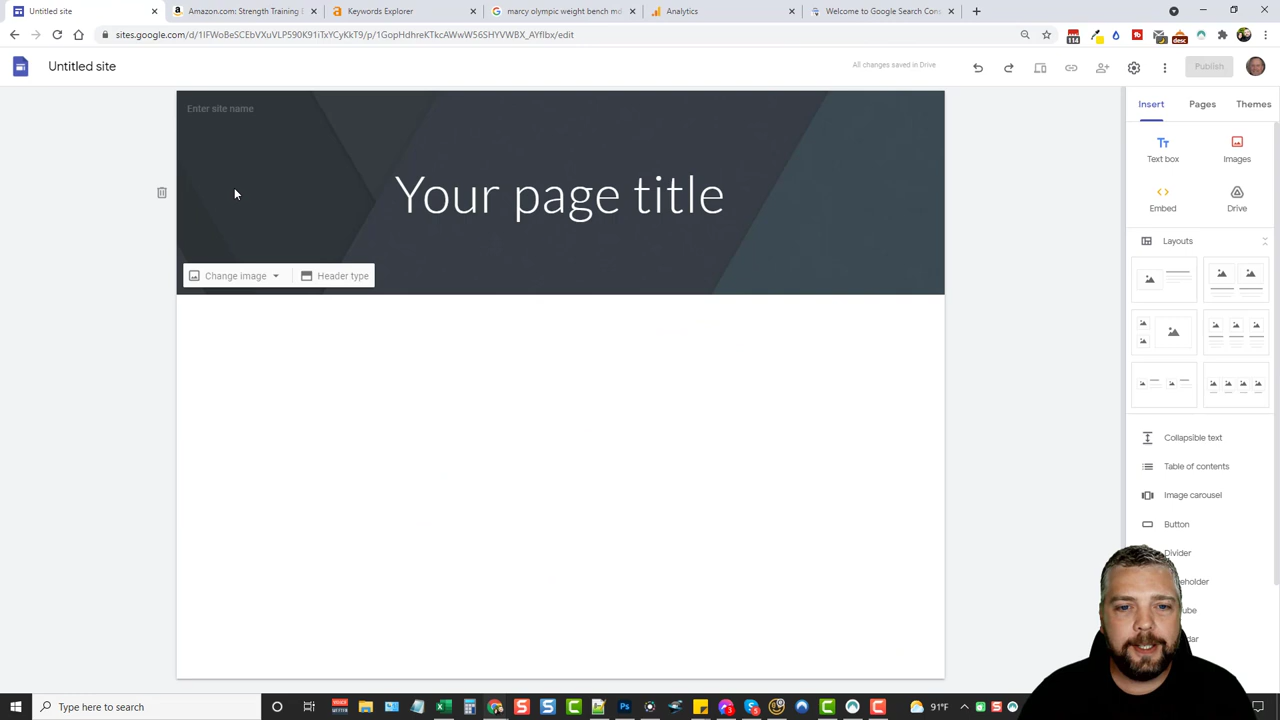 Untitled site
Amazon.com: Strength Training E
Keywords Explorer
marcy olympic weight bench md
Analytics
Welcome to Google Search Con
sites.google.com/d/
/edit
114
desc
Untitled site
All changes saved in Drive
Publish
Enter site name
Your page title
Change image
Header type
Insert
Pages
Themes
Text box
Images
Embed
Drive
Layouts
Collapsible text
Table of contents
Image carousel
Button
Divider
Type here to search
91°F